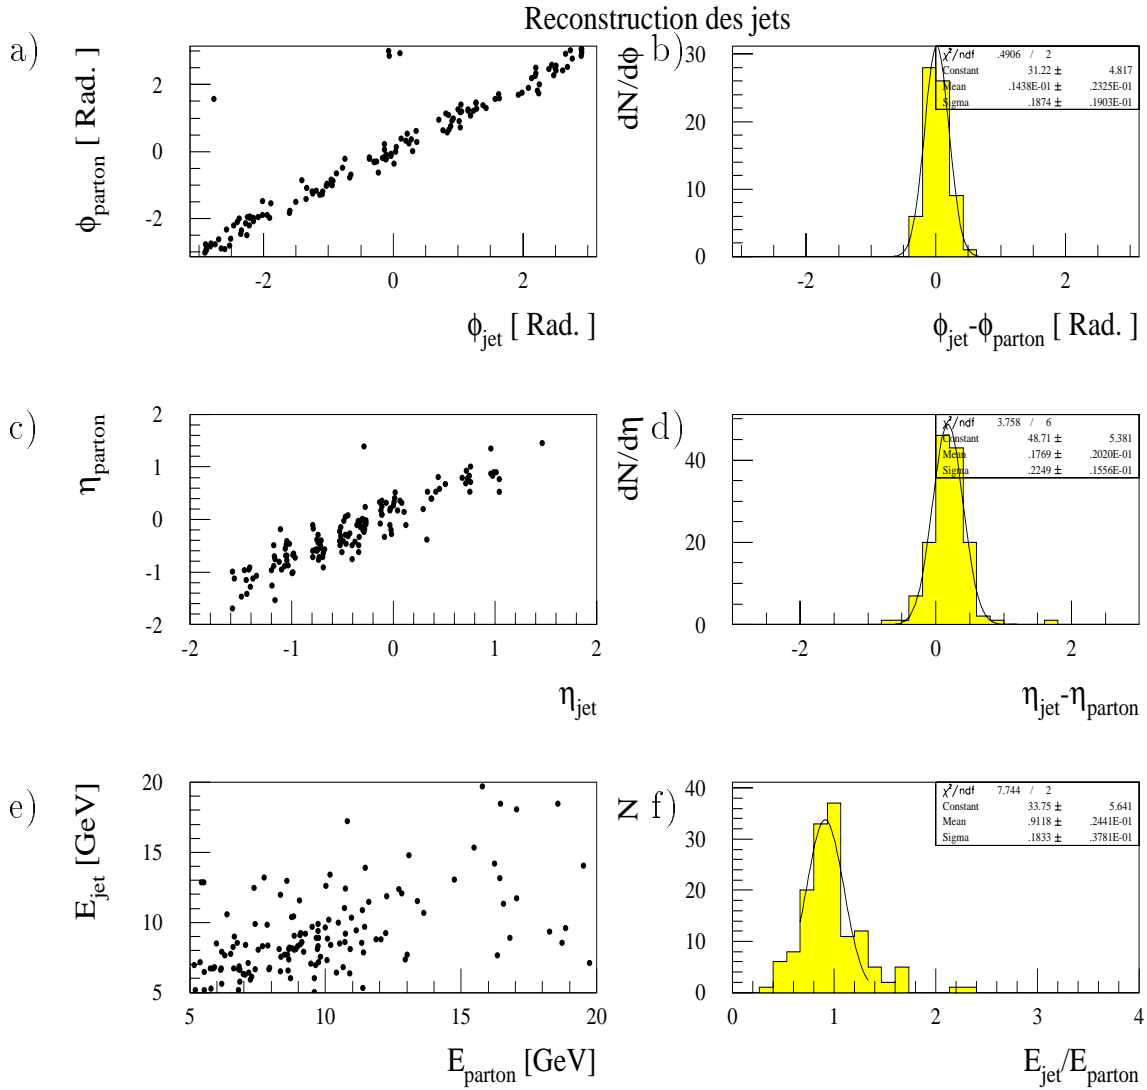 Reconstruction des jets
a)
ϕparton [ Rad. ]
2
0
-2
-2 0 2
ϕjet [ Rad. ]
b)
dN/dϕ
30
20
10
0
-2 0 2
ϕjet-ϕparton [ Rad. ]
χ²/ndf .4906 / 2
Constant 31.22 ± 4.817
Mean .1438E-01 ± .2325E-01
Sigma .1874 ± .1903E-01
c)
ηparton
2
1
0
-1
-2
-2 -1 0 1 2
ηjet
d)
dN/dη
40
20
0
-2 0 2
ηjet-ηparton
χ²/ndf 3.758 / 6
Constant 48.71 ± 5.381
Mean .1769 ± .2020E-01
Sigma .2249 ± .1556E-01
e)
Ejet [GeV]
20
15
10
5
5 10 15 20
Eparton [GeV]
f)
N
40
30
20
10
0
0 1 2 3 4
Ejet/Eparton
χ²/ndf 7.744 / 2
Constant 33.75 ± 5.641
Mean .9118 ± .2441E-01
Sigma .1833 ± .3781E-01